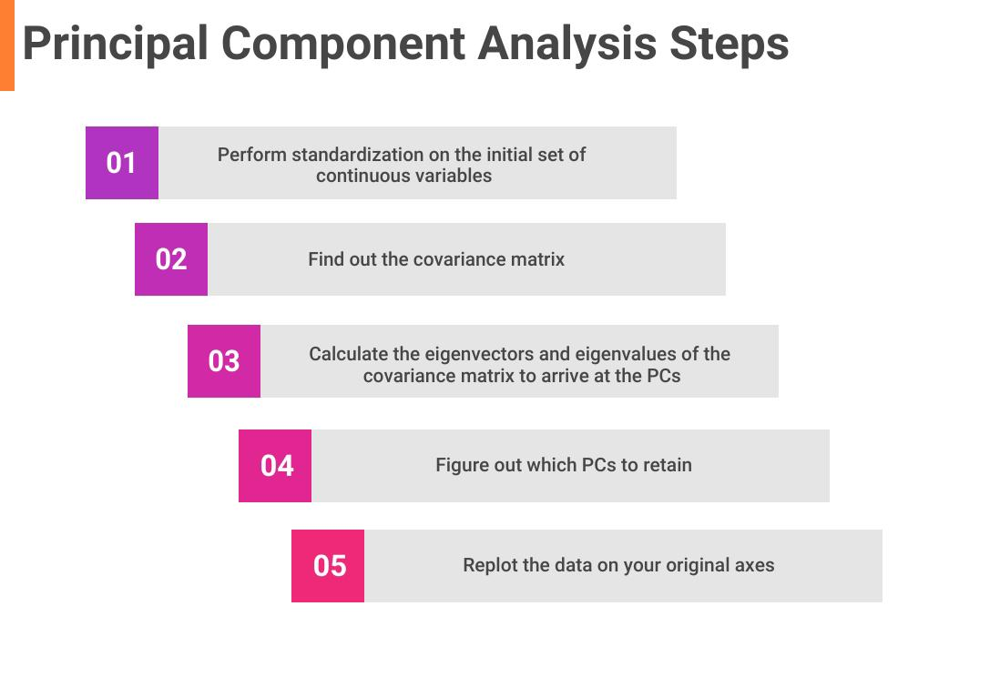 Principal Component Analysis Steps
01
Perform standardization on the initial set of
continuous variables
02
Find out the covariance matrix
03
Calculate the eigenvectors and eigenvalues of the
covariance matrix to arrive at the PCs
04
Figure out which PCs to retain
05
Replot the data on your original axes